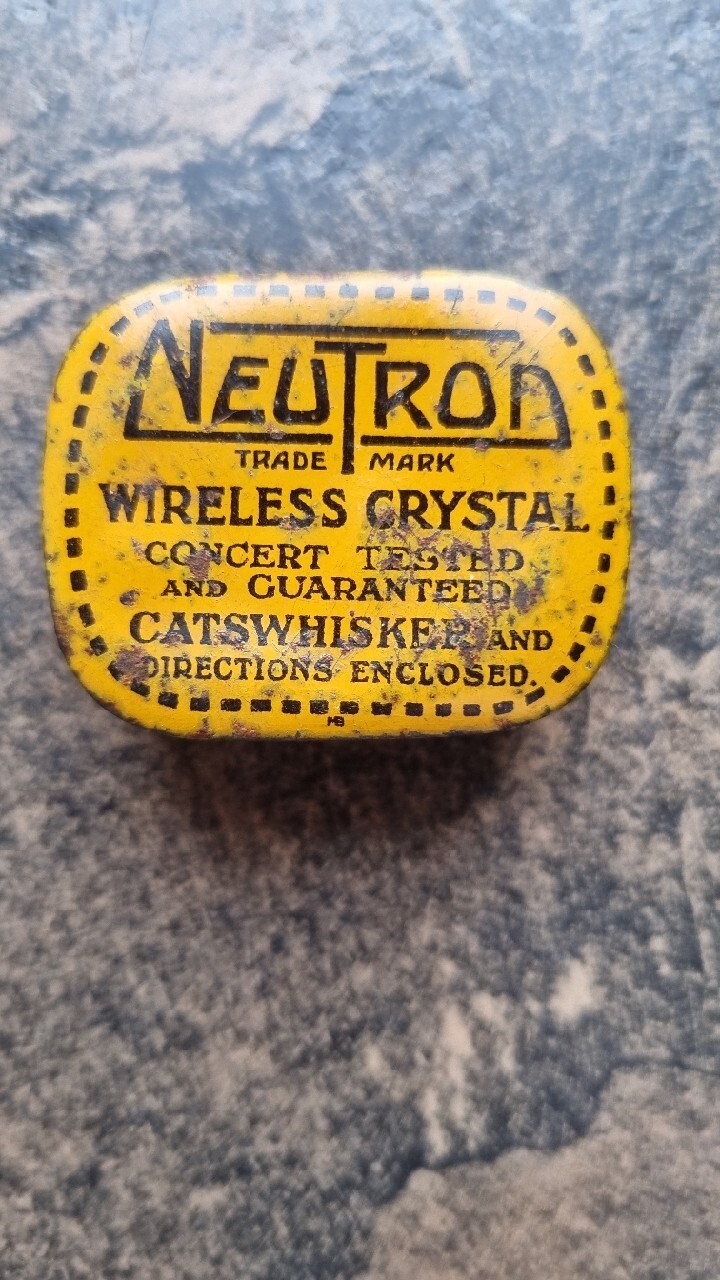 NEUTRON
TRADE MARK
WIRELESS CRYSTAL
CONCERT TESTED
AND GUARANTEED
CATSWHISKER AND
DIRECTIONS ENCLOSED.